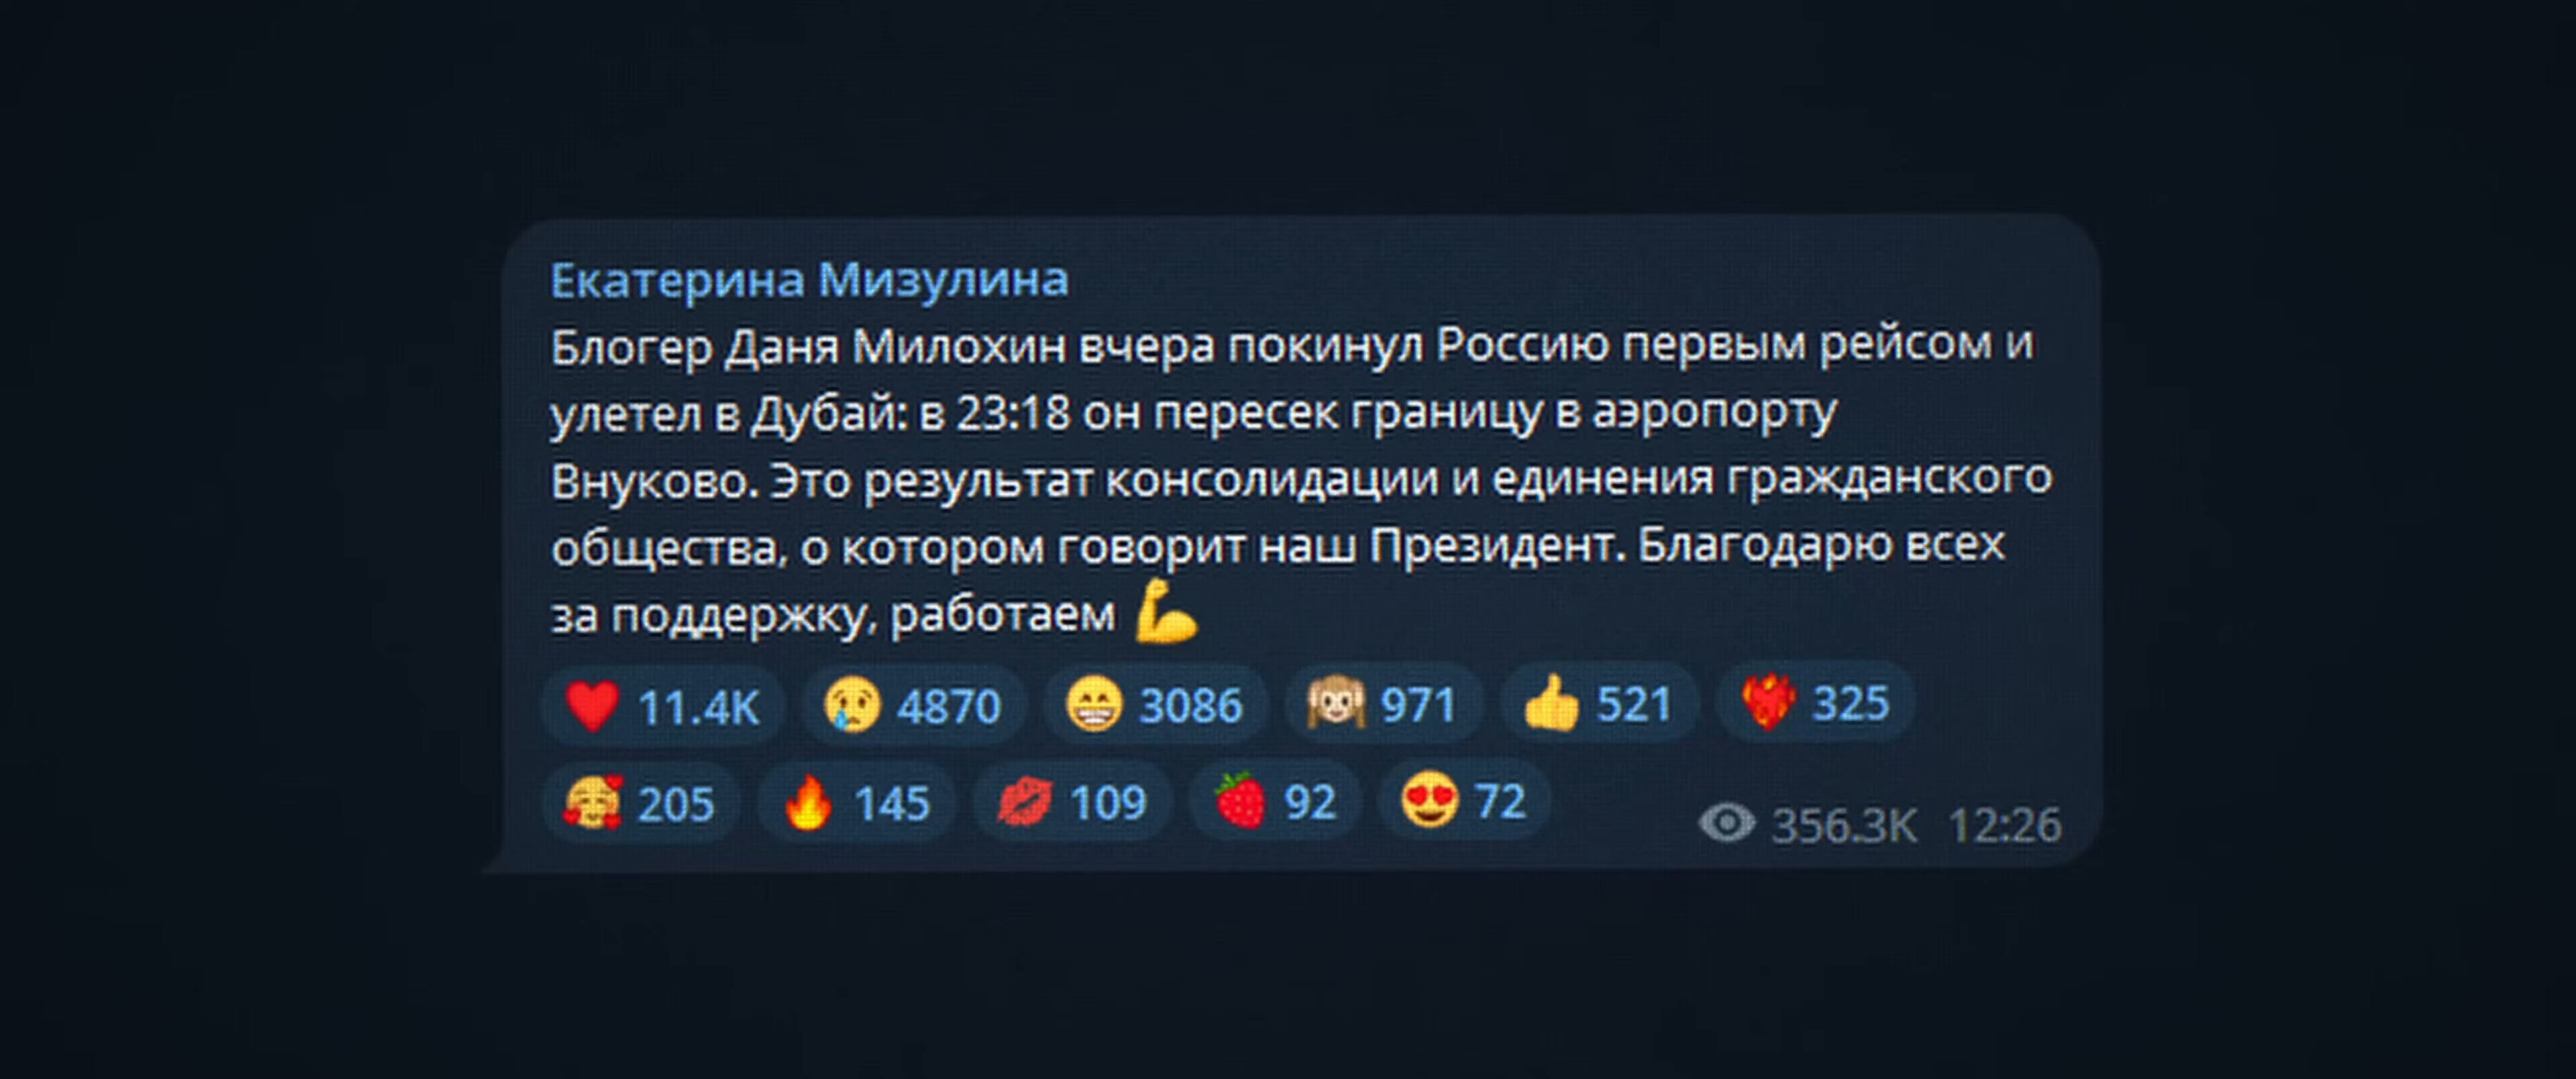 Екатерина Мизулина
Блогер Даня Милохин вчера покинул Россию первым рейсом и
улетел в Дубай: в 23:18 он пересек границу в аэропорту
Внуково. Это результат консолидации и единения гражданского
общества, о котором говорит наш Президент. Благодарю всех
за поддержку, работаем 💪
❤️ 11.4K 😢 4870 😁 3086 🙉 971 👍 521 ❤️‍🔥 325
🥰 205 🔥 145 💋 109 🍓 92 😍 72 356.3K 12:26